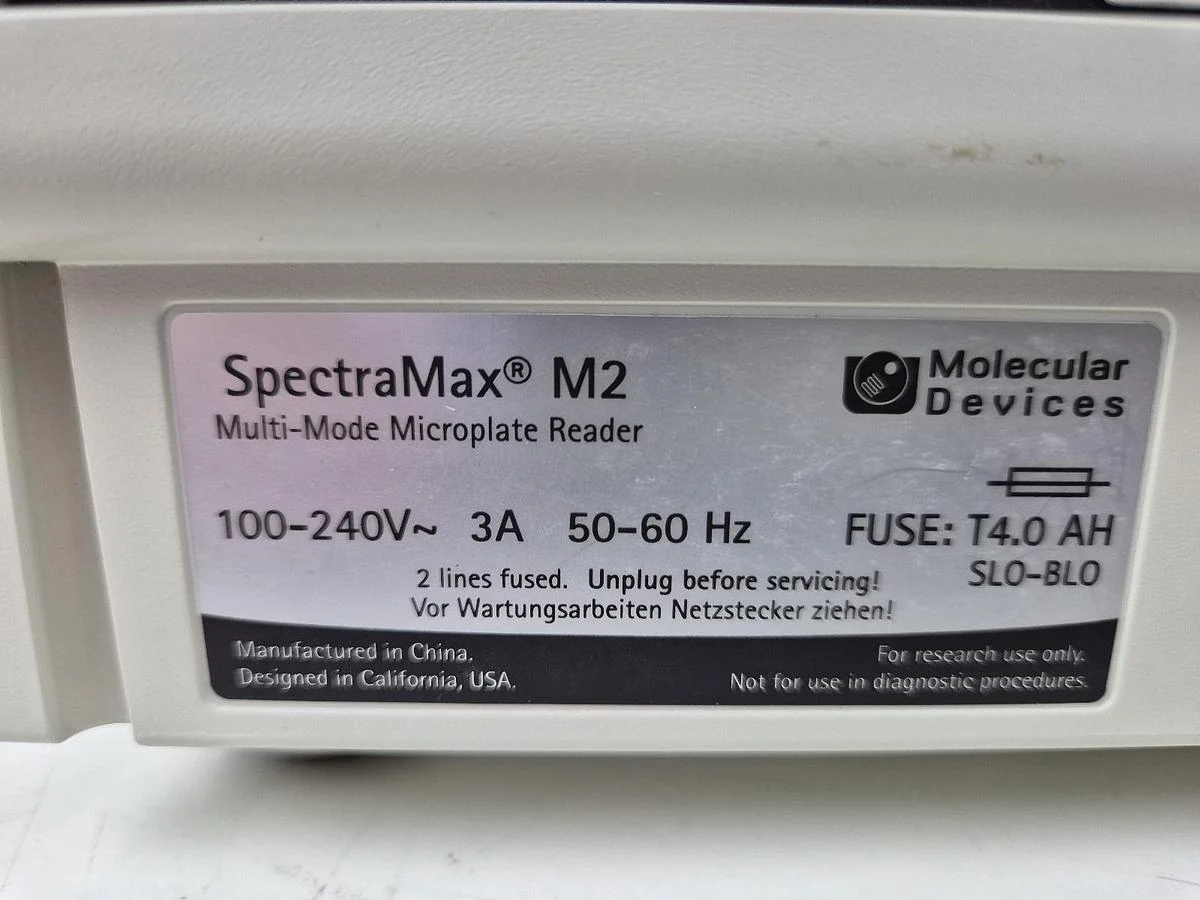 SpectraMax® M2
Multi-Mode Microplate Reader
Molecular
Devices
100-240V~ 3A 50-60 Hz
FUSE: T4.0 AH
SLO-BLO
2 lines fused. Unplug before servicing!
Vor Wartungsarbeiten Netzstecker ziehen!
Manufactured in China.
Designed in California, USA.
For research use only.
Not for use in diagnostic procedures.